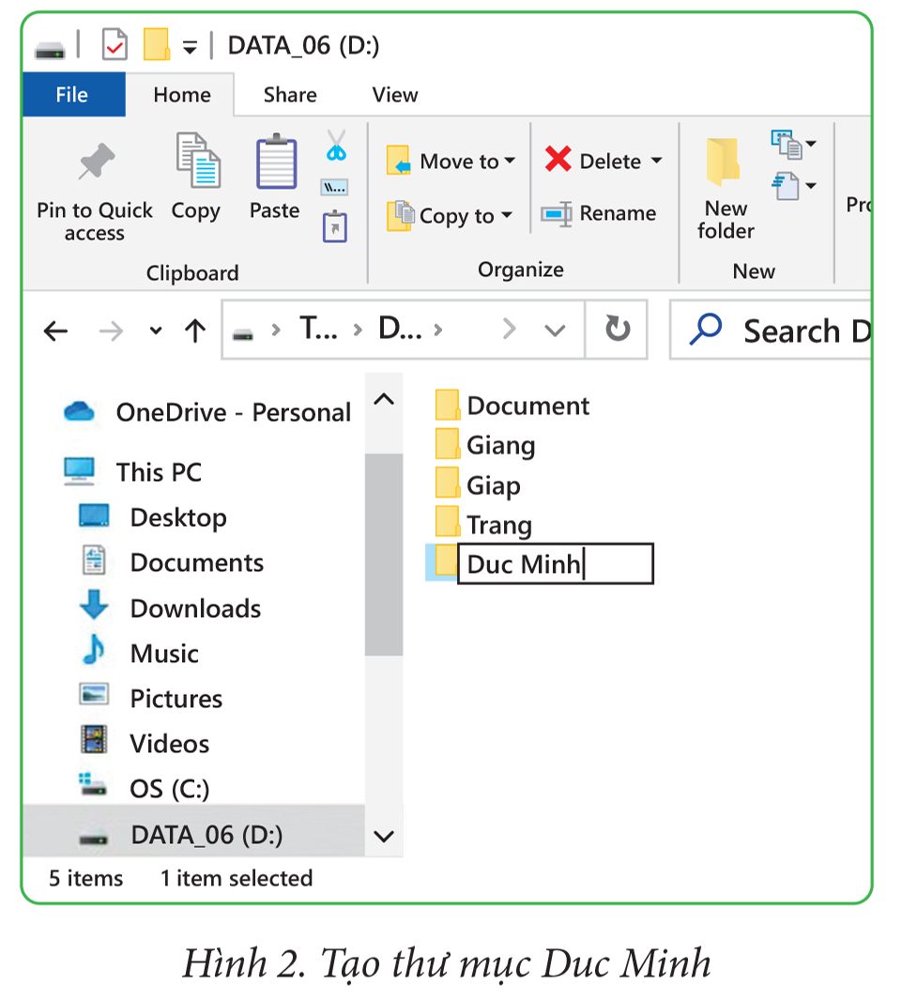 DATA_06 (D:)
File Home Share View
Pin to Quick access
Copy
Paste
\\...
Clipboard
Move to
Copy to
Delete
Rename
Organize
New folder
New
T... D...
Search D
OneDrive - Personal
This PC
Desktop
Documents
Downloads
Music
Pictures
Videos
OS (C:)
DATA_06 (D:)
Document
Giang
Giap
Trang
Duc Minh
5 items 1 item selected
Hình 2. Tạo thư mục Duc Minh